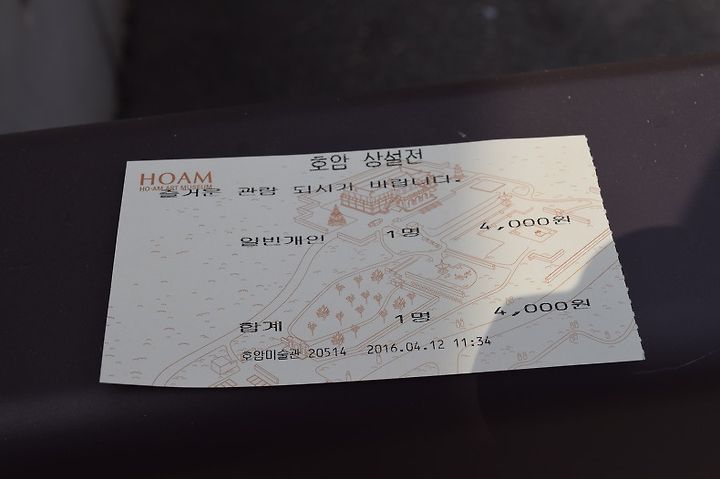 호암 상설전
HOAM
HO-AM ART MUSEUM
즐거운 관람 되시기 바랍니다.
일반개인 1명 4,000원
합계 1명 4,000원
호암미술관 20514 2016.04.12 11:34